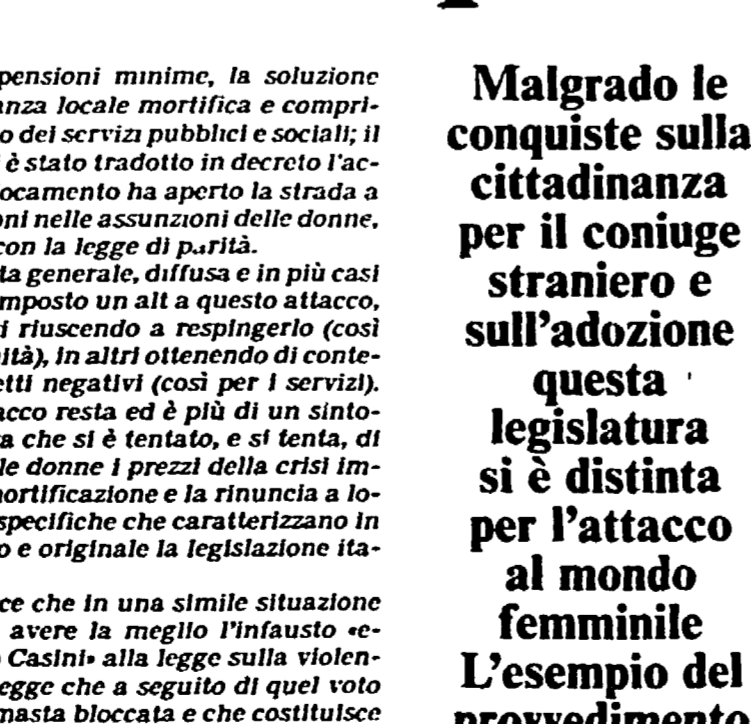 pensioni minime, la soluzione
anza locale mortifica e compri-
o dei servizi pubblici e sociali; il
è stato tradotto in decreto l'ac-
ocamento ha aperto la strada a
oni nelle assunzioni delle donne,
con la legge di parità.
ta generale, diffusa e in più casi
mposto un alt a questo attacco,
i riuscendo a respingerlo (così
ità), in altri ottenendo di conte-
etti negativi (così per i servizi).
acco resta ed è più di un sinto-
a che si è tentato, e si tenta, di
le donne i prezzi della crisi im-
ortificazione e la rinuncia a lo-
specifiche che caratterizzano in
o e originale la legislazione ita-
ce che in una simile situazione
avere la meglio l'infausto «e-
Casini» alla legge sulla violen-
egge che a seguito di quel voto
masta bloccata e che costituisce
Malgrado le
conquiste sulla
cittadinanza
per il coniuge
straniero e
sull'adozione
questa
legislatura
si è distinta
per l'attacco
al mondo
femminile
L'esempio del
provvedimento